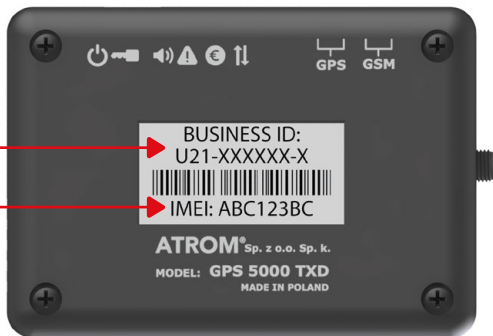 GPS GSM
BUSINESS ID:
U21-XXXXXX-X
IMEI: ABC123BC
ATROM® Sp. z o.o. Sp. k.
MODEL: GPS 5000 TXD
MADE IN POLAND